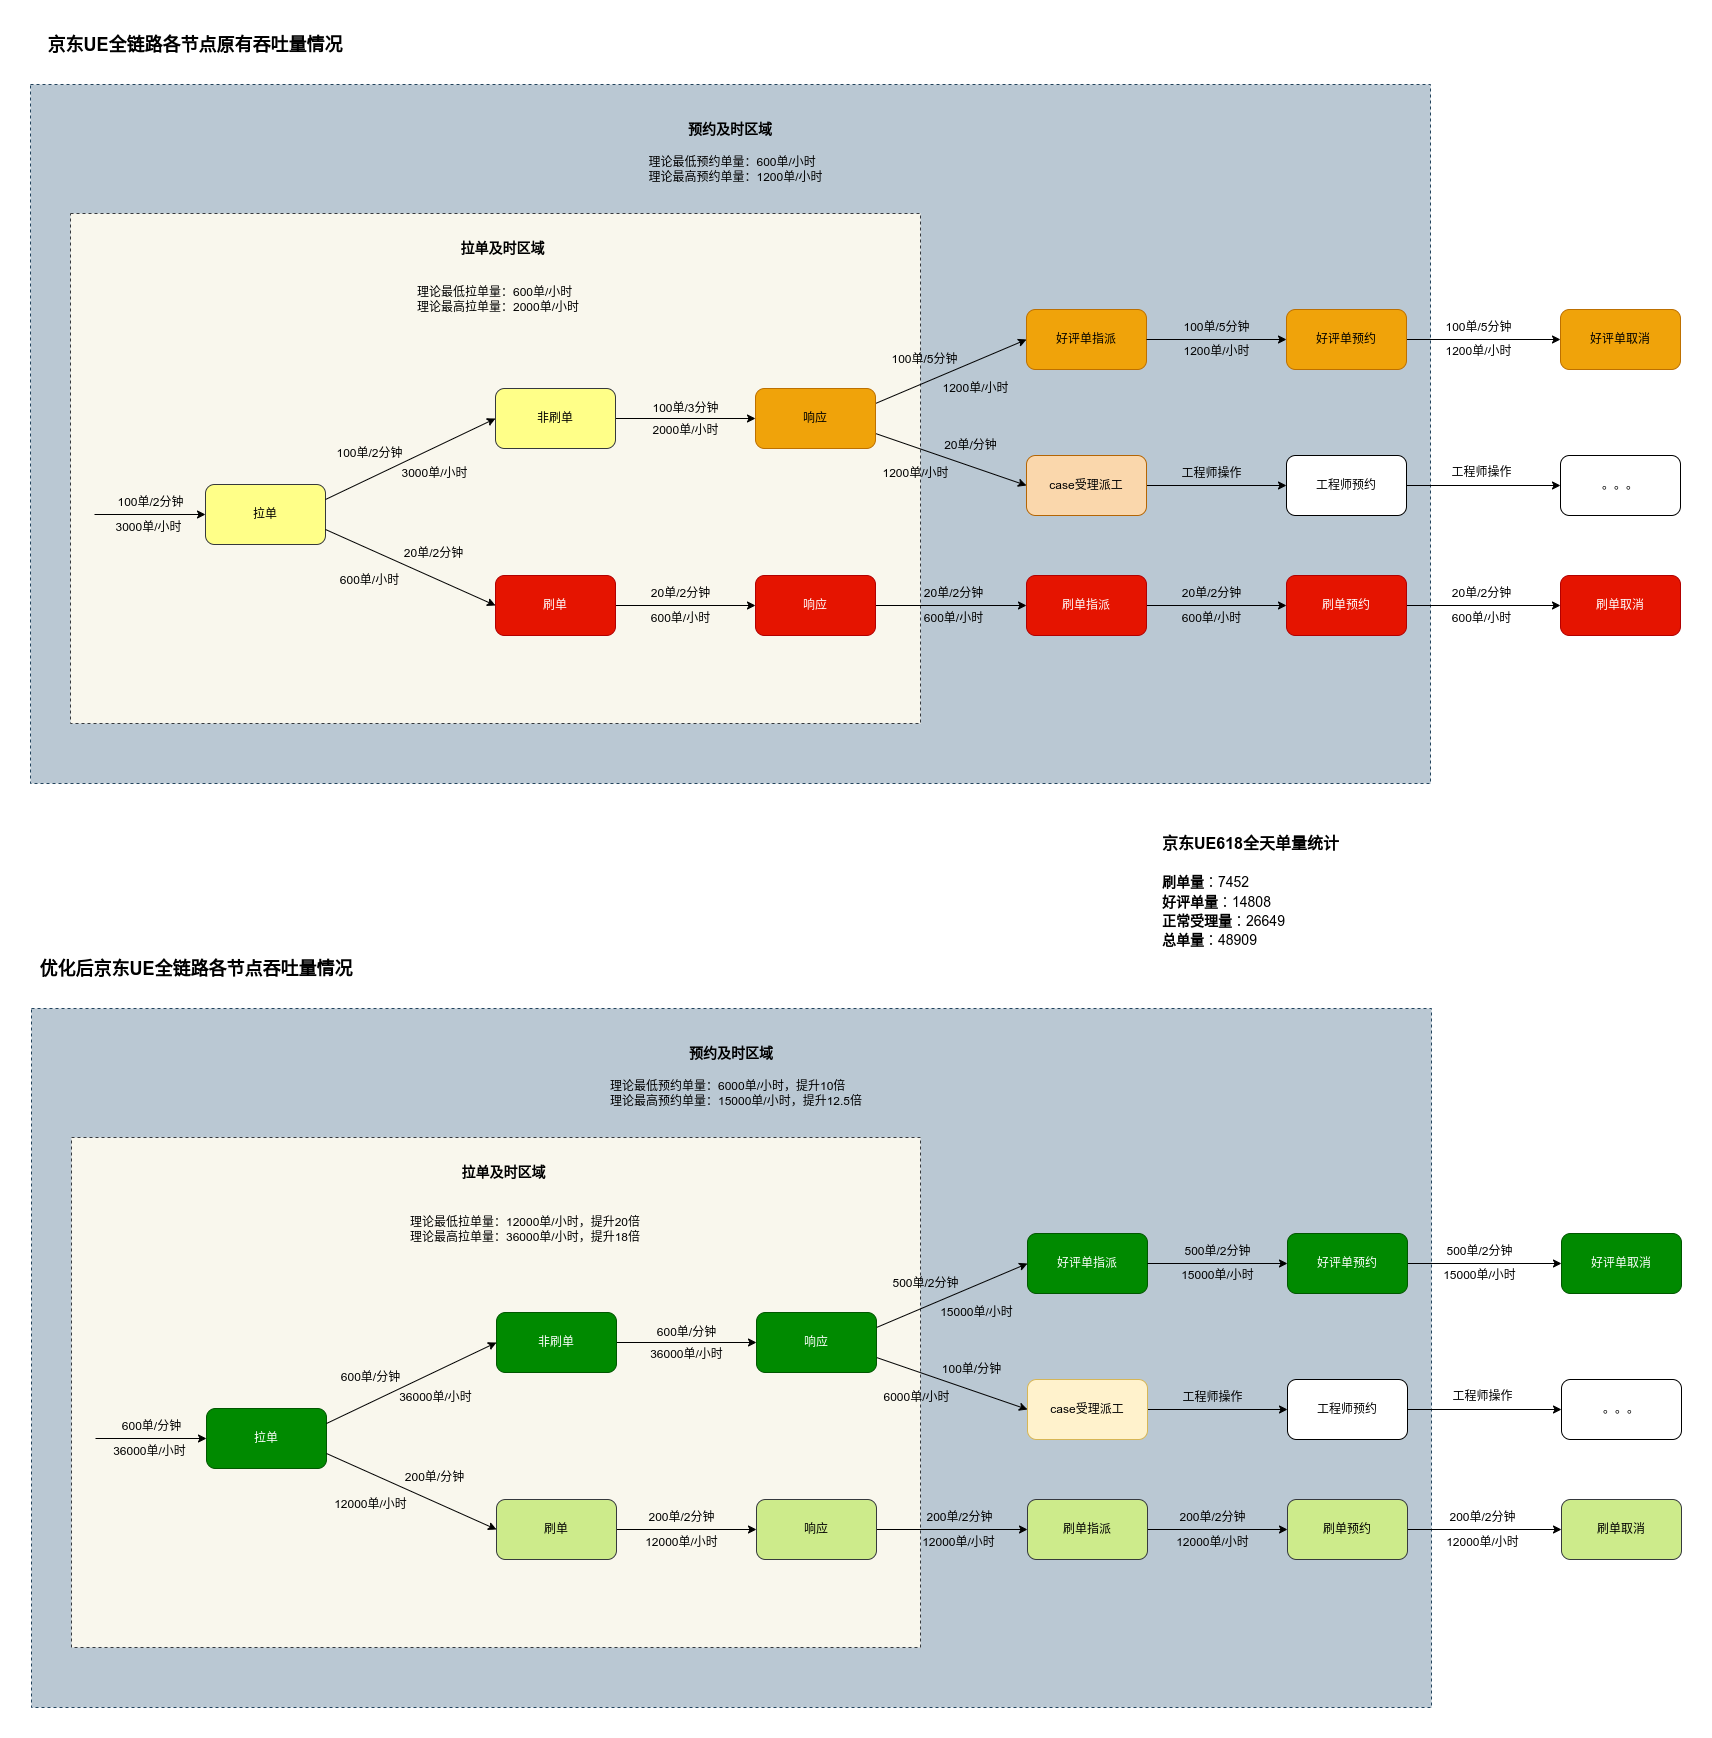 京东UE全链路各节点原有吞吐量情况
预约及时区域
理论最低预约单量：600单/小时
理论最高预约单量：1200单/小时
拉单及时区域
理论最低拉单量：600单/小时
理论最高拉单量：2000单/小时
100单/2分钟
3000单/小时
拉单
100单/2分钟
3000单/小时
非刷单
100单/3分钟
2000单/小时
响应
100单/5分钟
1200单/小时
好评单指派
100单/5分钟
1200单/小时
好评单预约
100单/5分钟
1200单/小时
好评单取消
20单/分钟
1200单/小时
case受理派工
工程师操作
工程师预约
工程师操作
。。。
20单/2分钟
600单/小时
刷单
20单/2分钟
600单/小时
响应
20单/2分钟
600单/小时
刷单指派
20单/2分钟
600单/小时
刷单预约
20单/2分钟
600单/小时
刷单取消
京东UE618全天单量统计
刷单量：7452
好评单量：14808
正常受理量：26649
总单量：48909
优化后京东UE全链路各节点吞吐量情况
预约及时区域
理论最低预约单量：6000单/小时，提升10倍
理论最高预约单量：15000单/小时，提升12.5倍
拉单及时区域
理论最低拉单量：12000单/小时，提升20倍
理论最高拉单量：36000单/小时，提升18倍
600单/分钟
36000单/小时
拉单
600单/分钟
36000单/小时
非刷单
600单/分钟
36000单/小时
响应
500单/2分钟
15000单/小时
好评单指派
500单/2分钟
15000单/小时
好评单预约
500单/2分钟
15000单/小时
好评单取消
100单/分钟
6000单/小时
case受理派工
工程师操作
工程师预约
工程师操作
。。。
200单/分钟
12000单/小时
刷单
200单/2分钟
12000单/小时
响应
200单/2分钟
12000单/小时
刷单指派
200单/2分钟
12000单/小时
刷单预约
200单/2分钟
12000单/小时
刷单取消